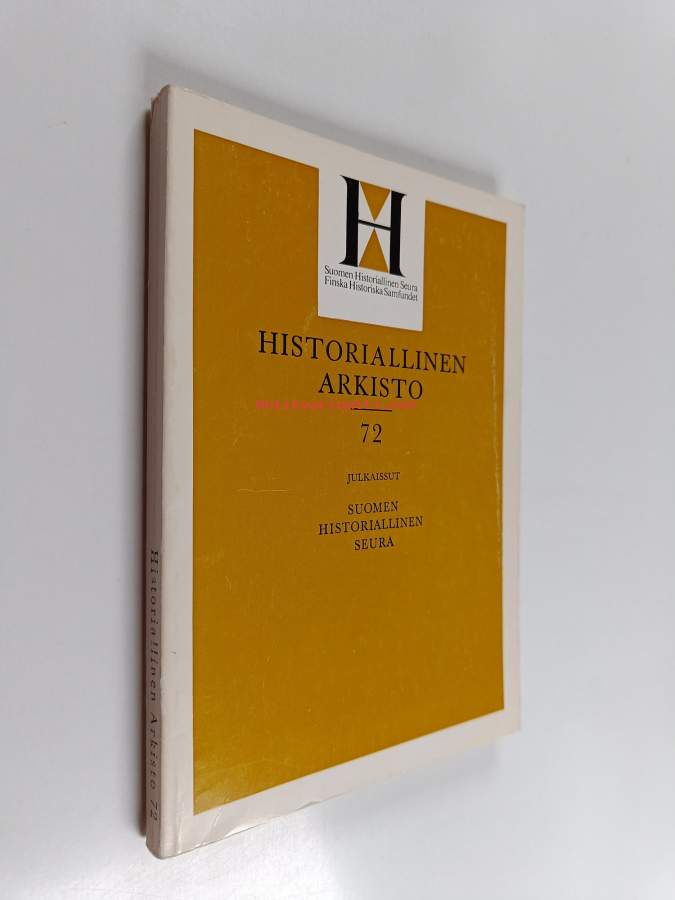 H
Suomen Historiallinen Seura
Finska Historiska Samfundet
HISTORIALLINEN
ARKISTO
72
JULKAISSUT
SUOMEN
HISTORIALLINEN
SEURA
Historiallinen Arkisto 72